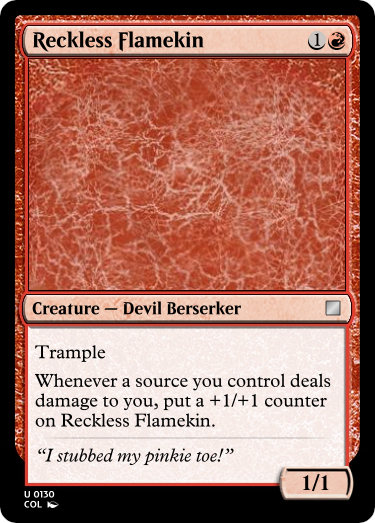 Reckless Flamekin 1
Creature — Devil Berserker
Trample
Whenever a source you control deals
damage to you, put a +1/+1 counter
on Reckless Flamekin.
“I stubbed my pinkie toe!”
1/1
U 0130
COL